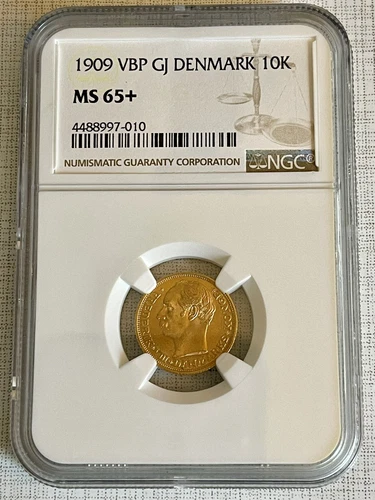 1909 VBP GJ DENMARK 10K
MS 65+
4488997-010
NUMISMATIC GUARANTY CORPORATION
NGC®